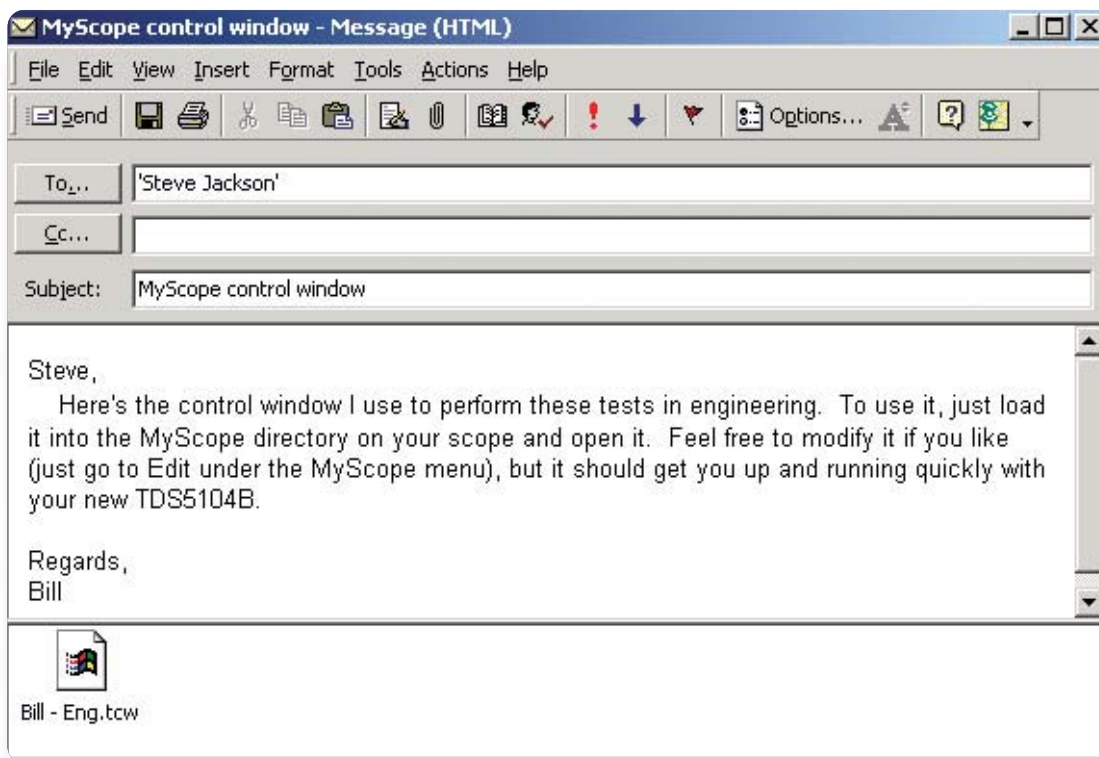 MyScope control window - Message (HTML)
File Edit View Insert Format Tools Actions Help
Send Options...
To... 'Steve Jackson'
Cc...
Subject: MyScope control window
Steve,
Here's the control window I use to perform these tests in engineering. To use it, just load
it into the MyScope directory on your scope and open it. Feel free to modify it if you like
(just go to Edit under the MyScope menu), but it should get you up and running quickly with
your new TDS5104B.
Regards,
Bill
Bill - Eng.tcw